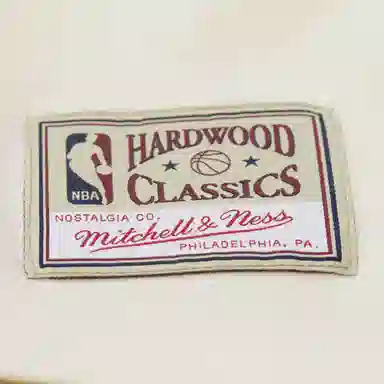 HARDWOOD
CLASSICS
NBA
NOSTALGIA CO.
Mitchell & Ness
PHILADELPHIA, PA.